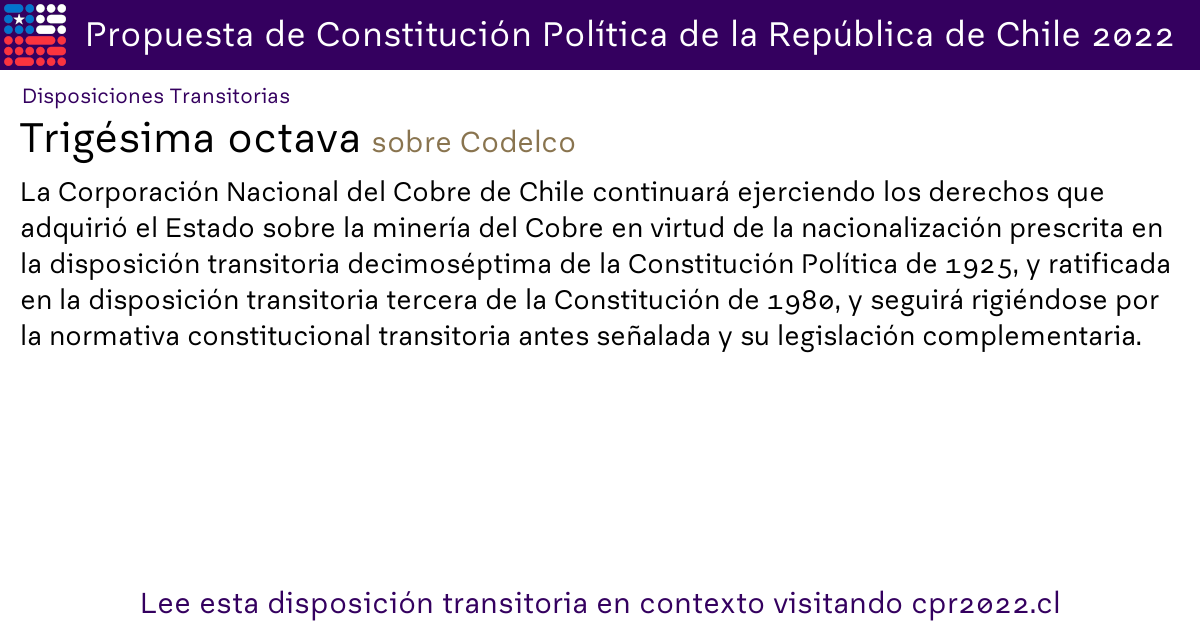 Propuesta de Constitución Política de la República de Chile 2022
Disposiciones Transitorias
Trigésima octava sobre Codelco
La Corporación Nacional del Cobre de Chile continuará ejerciendo los derechos que
adquirió el Estado sobre la minería del Cobre en virtud de la nacionalización prescrita en
la disposición transitoria decimoséptima de la Constitución Política de 1925, y ratificada
en la disposición transitoria tercera de la Constitución de 1980, y seguirá rigiéndose por
la normativa constitucional transitoria antes señalada y su legislación complementaria.
Lee esta disposición transitoria en contexto visitando cpr2022.cl